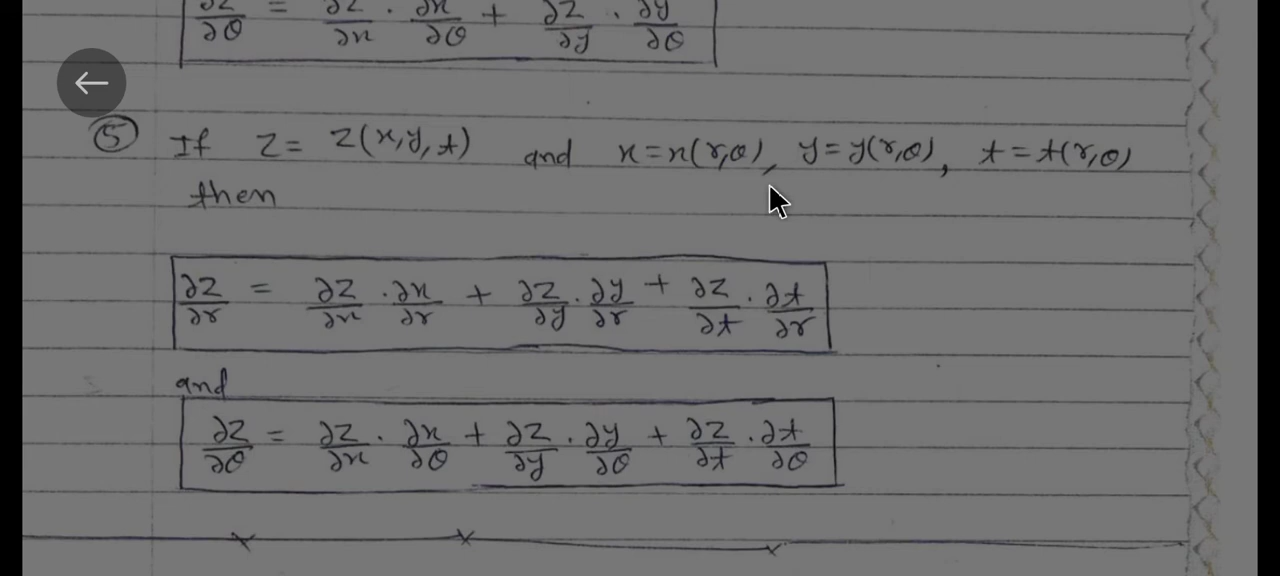 ∂z/∂θ = ∂z/∂x · ∂x/∂θ + ∂z/∂y · ∂y/∂θ
⑤ If z = z(x,y,t) and x = x(r,θ), y = y(r,θ), t = t(r,θ)
then
∂z/∂r = ∂z/∂x · ∂x/∂r + ∂z/∂y · ∂y/∂r + ∂z/∂t · ∂t/∂r
and
∂z/∂θ = ∂z/∂x · ∂x/∂θ + ∂z/∂y · ∂y/∂θ + ∂z/∂t · ∂t/∂θ